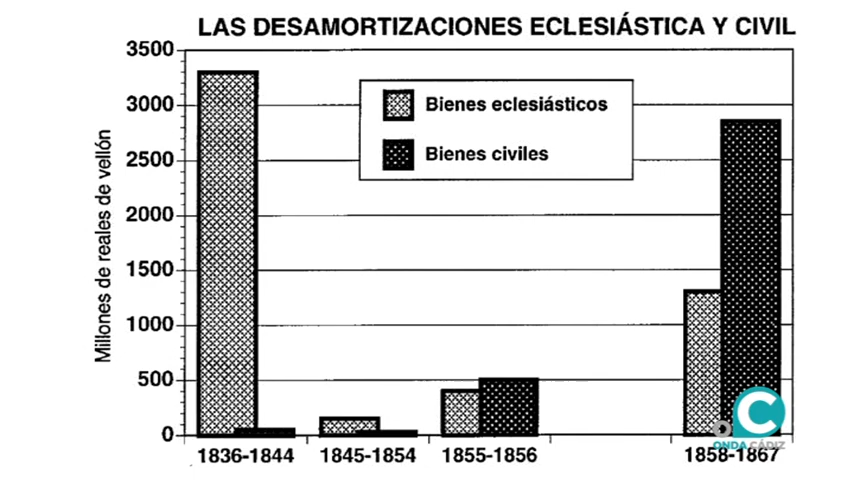 LAS DESAMORTIZACIONES ECLESIÁSTICA Y CIVIL
Millones de reales de vellón
3500
3000
2500
2000
1500
1000
500
0
Bienes eclesiásticos
Bienes civiles
1836-1844
1845-1854
1855-1856
1858-1867
ONDA CÁDIZ